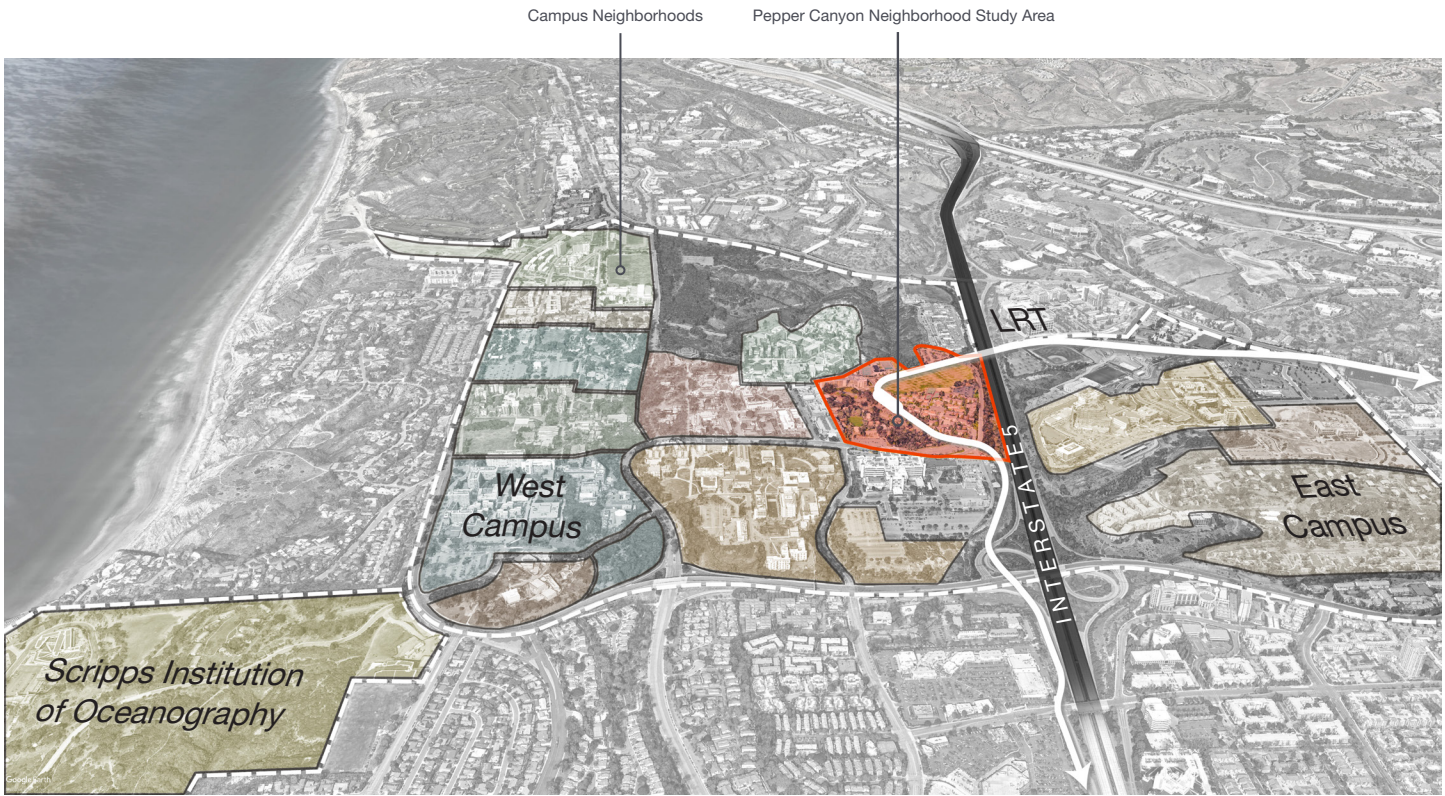 Campus Neighborhoods
Pepper Canyon Neighborhood Study Area
LRT
INTERSTATE 5
West
Campus
East
Campus
Scripps Institution
of Oceanography
Google Earth